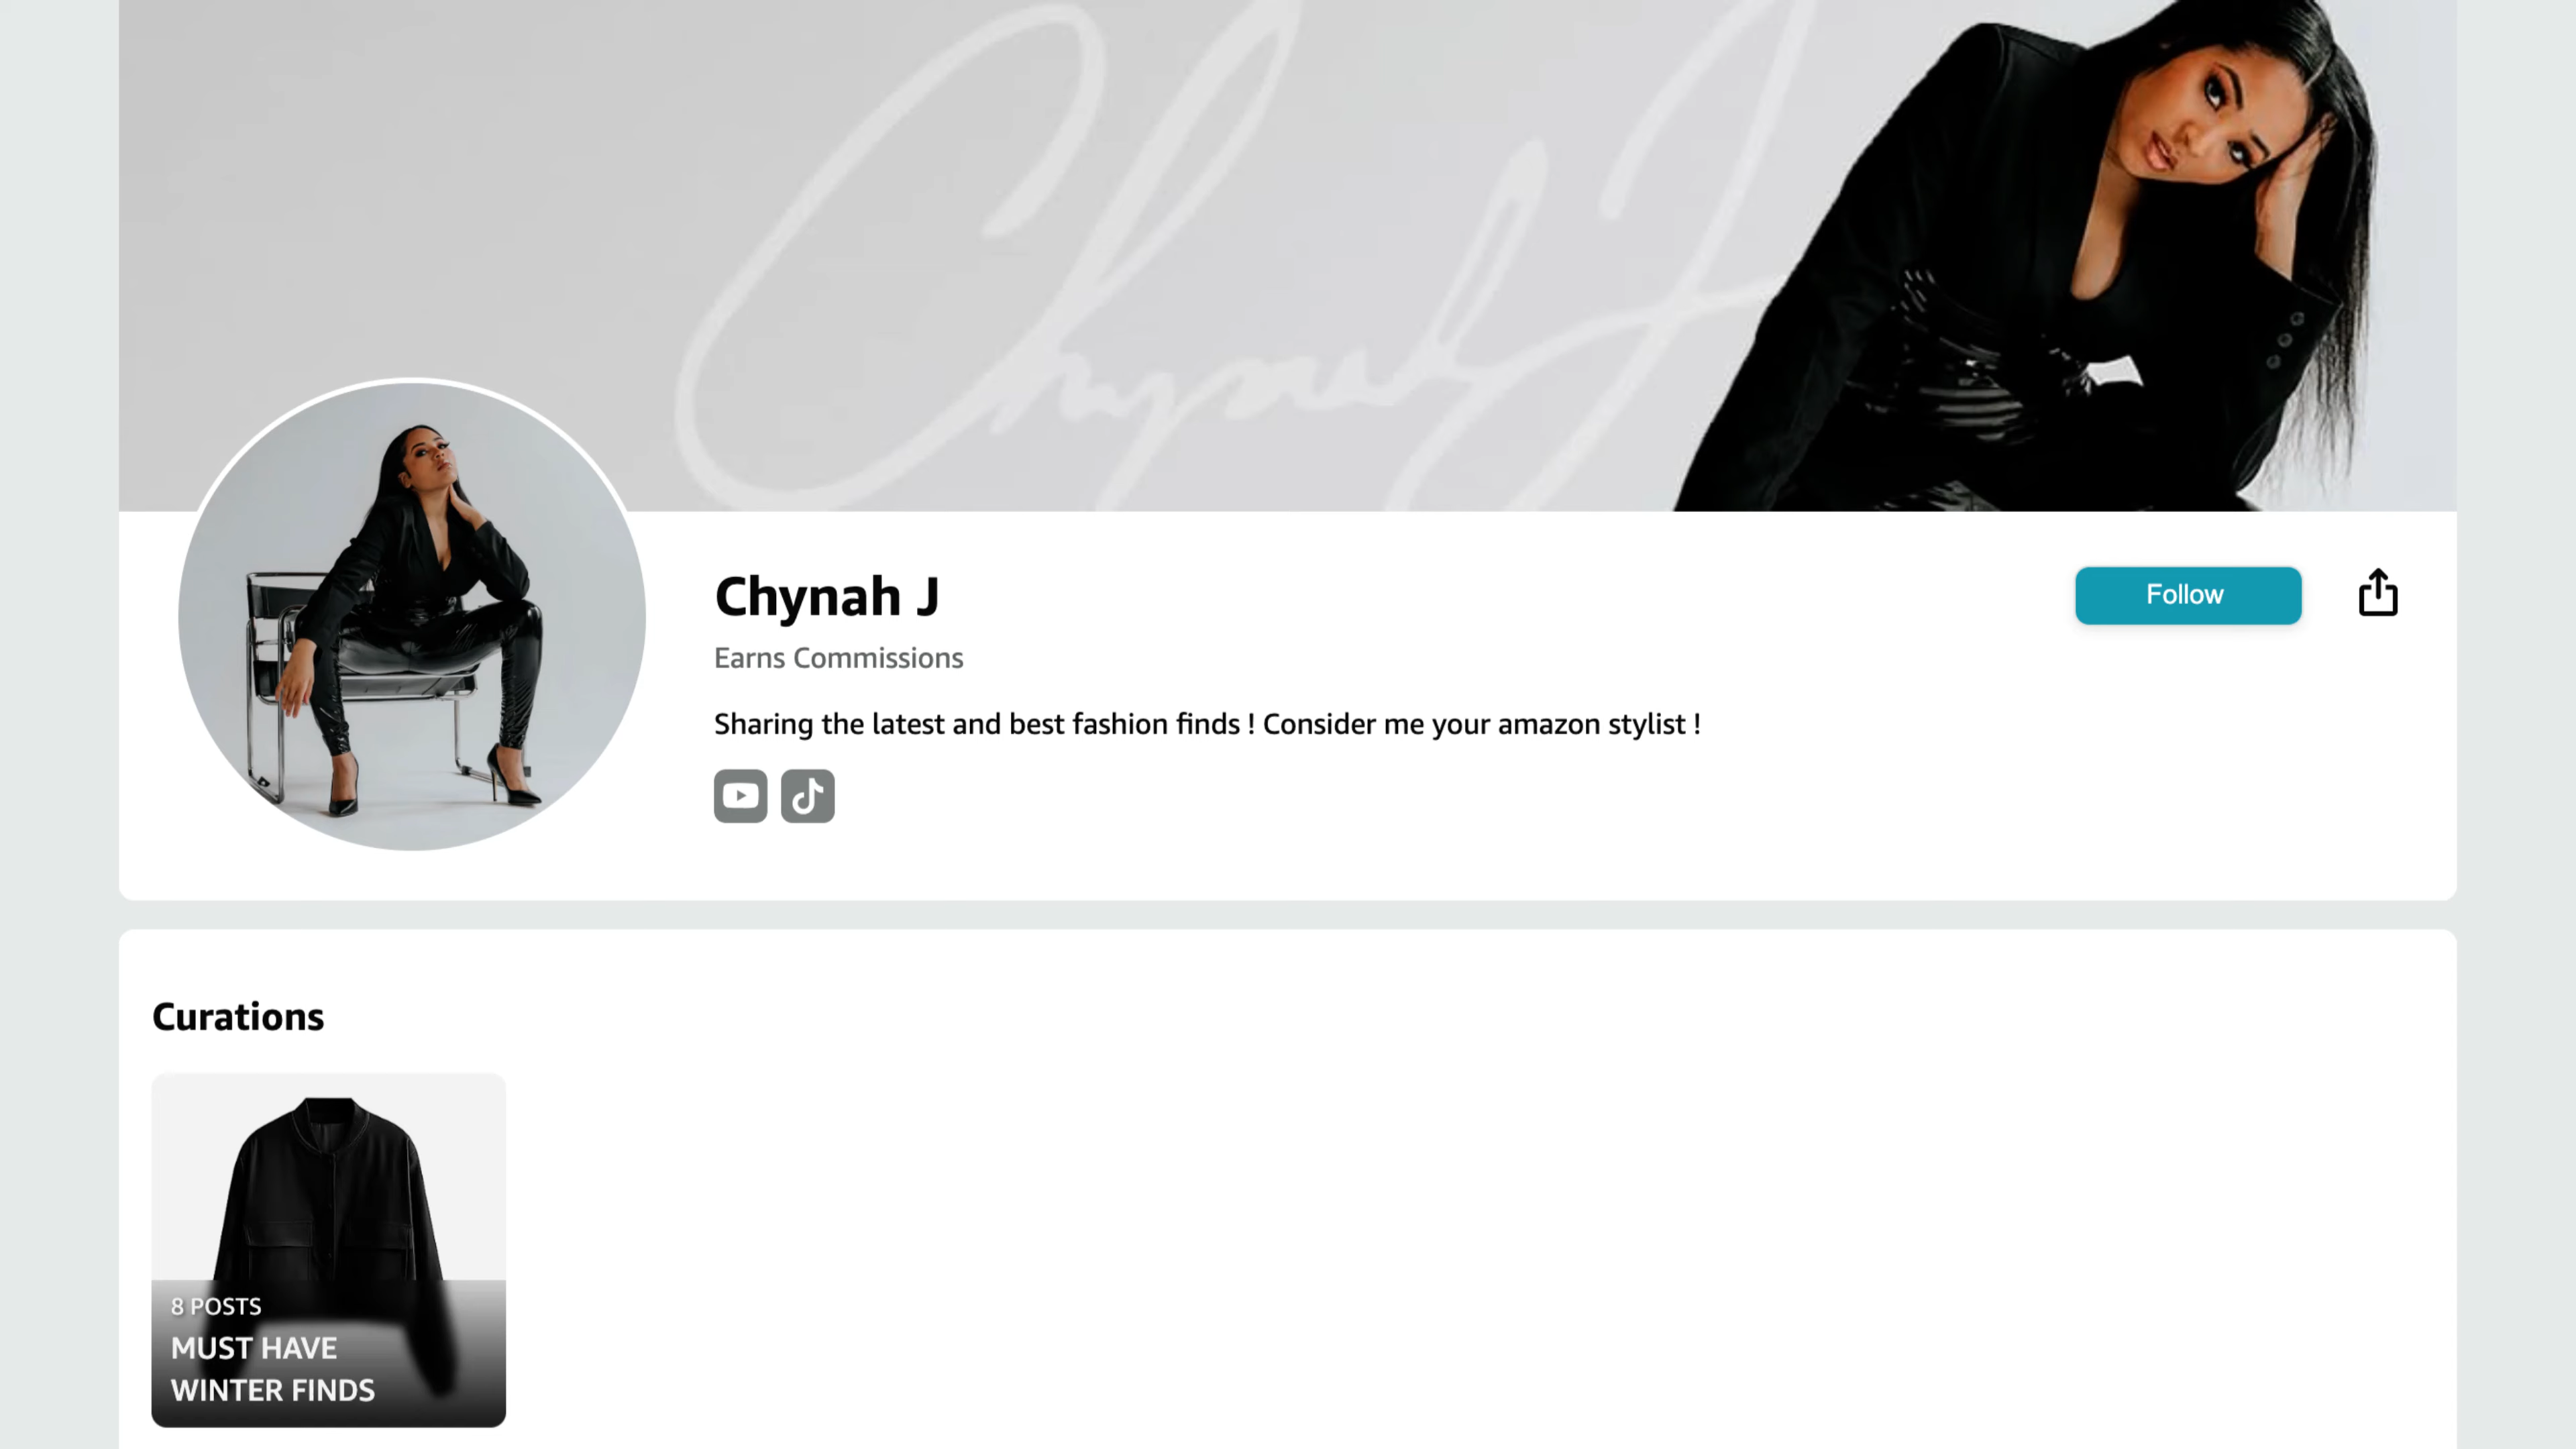 Chynah J
Chynah J
Follow
Earns Commissions
Sharing the latest and best fashion finds ! Consider me your amazon stylist !
Curations
8 POSTS
MUST HAVE
WINTER FINDS